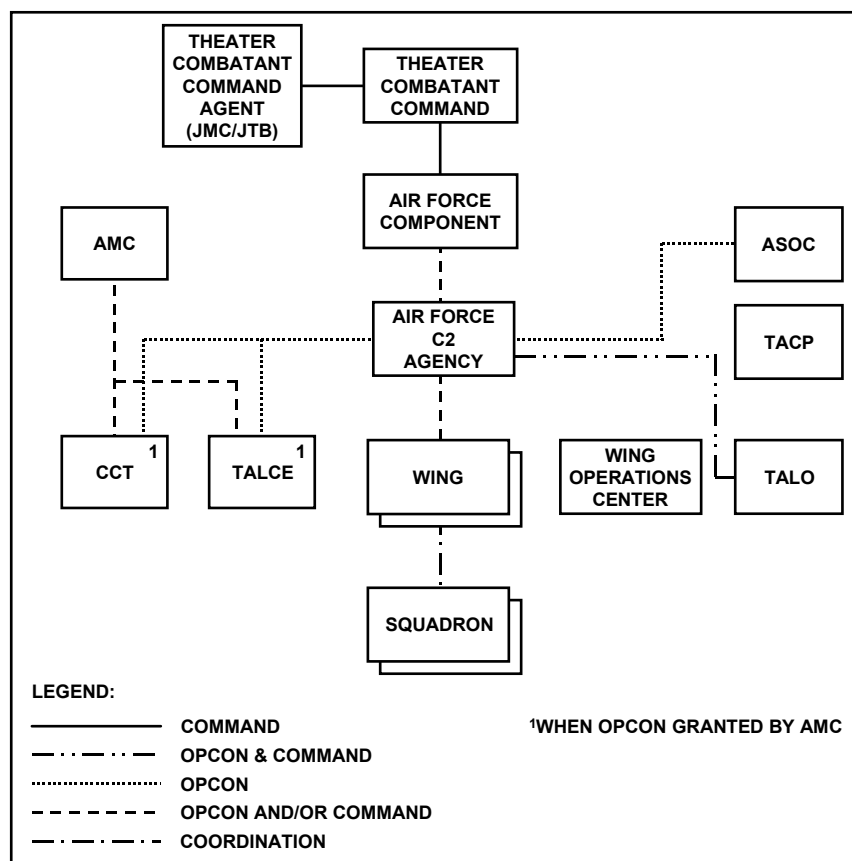 THEATER
COMBATANT
COMMAND
AGENT
(JMC/JTB)
THEATER
COMBATANT
COMMAND
AIR FORCE
COMPONENT
AMC
ASOC
AIR FORCE
C2
AGENCY
TACP
CCT
1
TALCE
1
WING
WING
OPERATIONS
CENTER
TALO
SQUADRON
LEGEND:
COMMAND
OPCON & COMMAND
OPCON
OPCON AND/OR COMMAND
COORDINATION
1WHEN OPCON GRANTED BY AMC